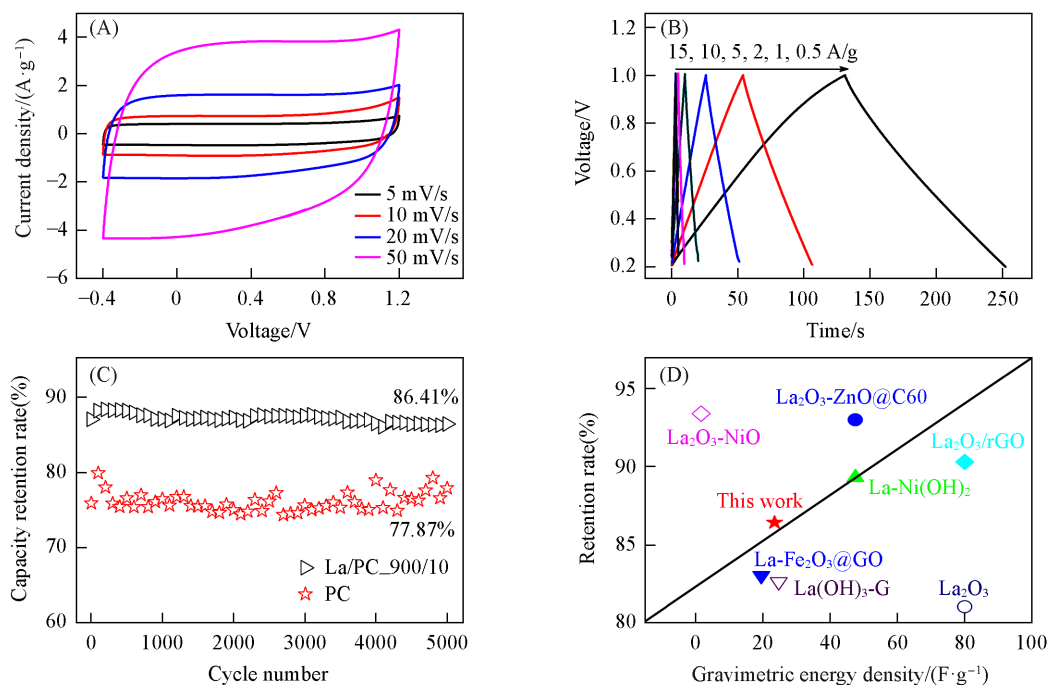 (A)
4
2
0
−2
−4
−6
Current density/(A·g⁻¹)
5 mV/s
10 mV/s
20 mV/s
50 mV/s
−0.4
0
0.4
0.8
1.2
Voltage/V
(B)
15, 10, 5, 2, 1, 0.5 A/g
1.0
0.8
0.6
0.4
0.2
Voltage/V
0
50
100
150
200
250
Time/s
(C)
90
80
70
60
Capacity retention rate(%)
86.41%
77.87%
La/PC_900/10
PC
0
1000
2000
3000
4000
5000
Cycle number
(D)
95
90
85
80
Retention rate(%)
La₂O₃-ZnO@C60
La₂O₃-NiO
La₂O₃/rGO
La-Ni(OH)₂
This work
La-Fe₂O₃@GO
La(OH)₃-G
La₂O₃
0
20
40
60
80
100
Gravimetric energy density/(F·g⁻¹)